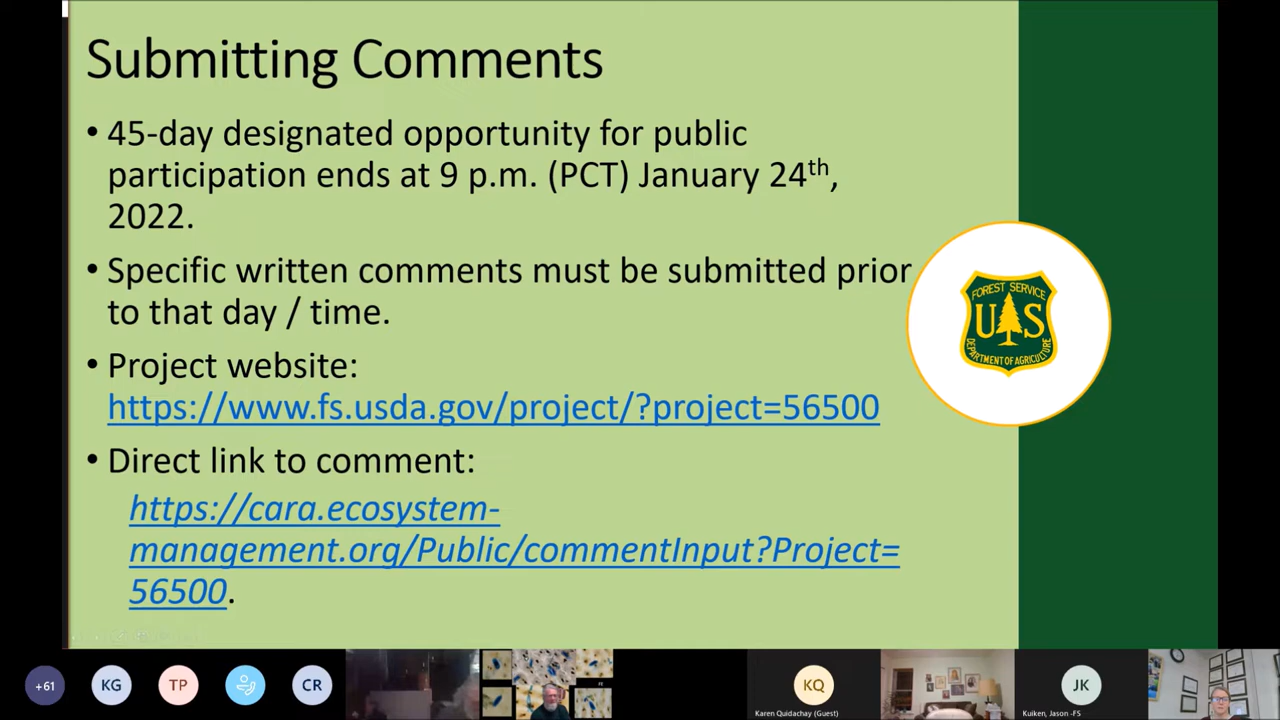 Submitting Comments
• 45-day designated opportunity for public
participation ends at 9 p.m. (PCT) January 24th,
2022.
• Specific written comments must be submitted prior
to that day / time.
• Project website:
https://www.fs.usda.gov/project/?project=56500
• Direct link to comment:
https://cara.ecosystem-
management.org/Public/commentInput?Project=
56500.
FOREST SERVICE
U S
DEPARTMENT OF AGRICULTURE
+61
KG
TP
CR
KQ
Karen Quidachay (Guest)
JK
Kuiken, Jason -FS